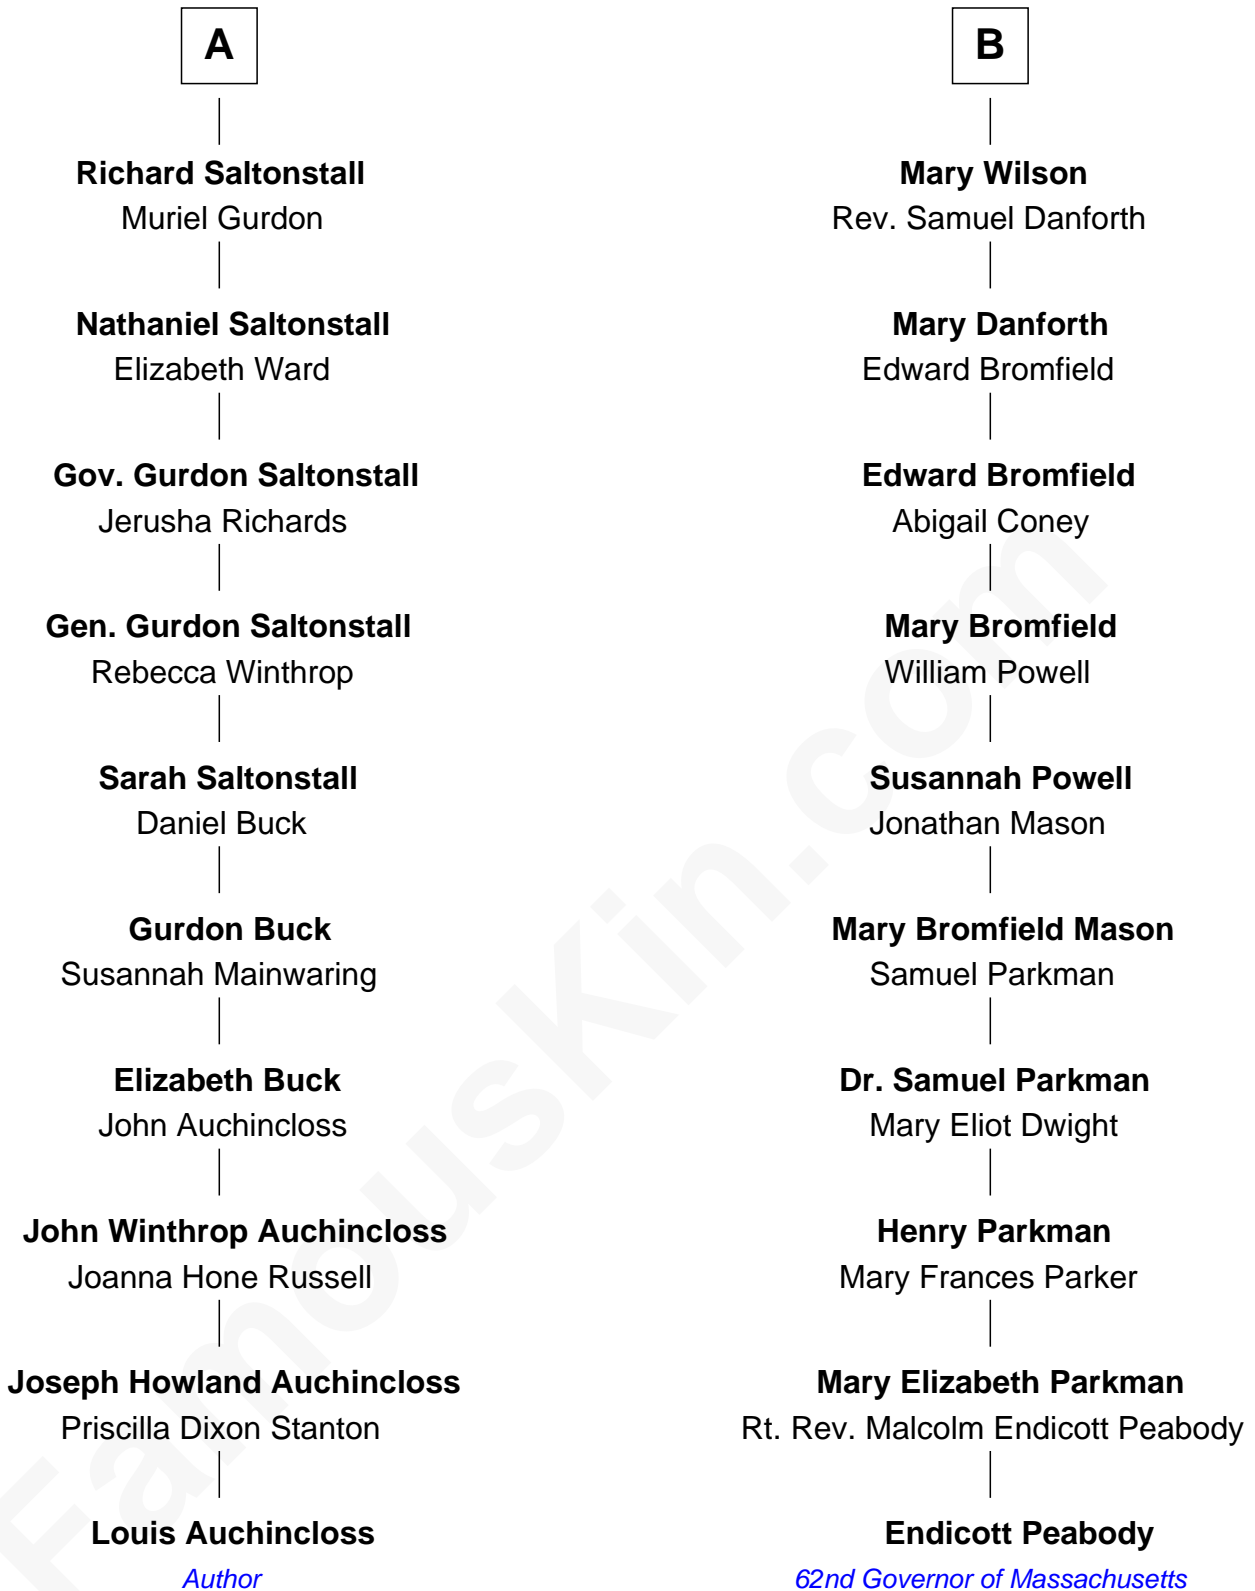 A
Richard Saltonstall
Muriel Gurdon
Nathaniel Saltonstall
Elizabeth Ward
Gov. Gurdon Saltonstall
Jerusha Richards
Gen. Gurdon Saltonstall
Rebecca Winthrop
Sarah Saltonstall
Daniel Buck
Gurdon Buck
Susannah Mainwaring
Elizabeth Buck
John Auchincloss
John Winthrop Auchincloss
Joanna Hone Russell
Joseph Howland Auchincloss
Priscilla Dixon Stanton
Louis Auchincloss
Author
B
Mary Wilson
Rev. Samuel Danforth
Mary Danforth
Edward Bromfield
Edward Bromfield
Abigail Coney
Mary Bromfield
William Powell
Susannah Powell
Jonathan Mason
Mary Bromfield Mason
Samuel Parkman
Dr. Samuel Parkman
Mary Eliot Dwight
Henry Parkman
Mary Frances Parker
Mary Elizabeth Parkman
Rt. Rev. Malcolm Endicott Peabody
Endicott Peabody
62nd Governor of Massachusetts
FamousKin.com